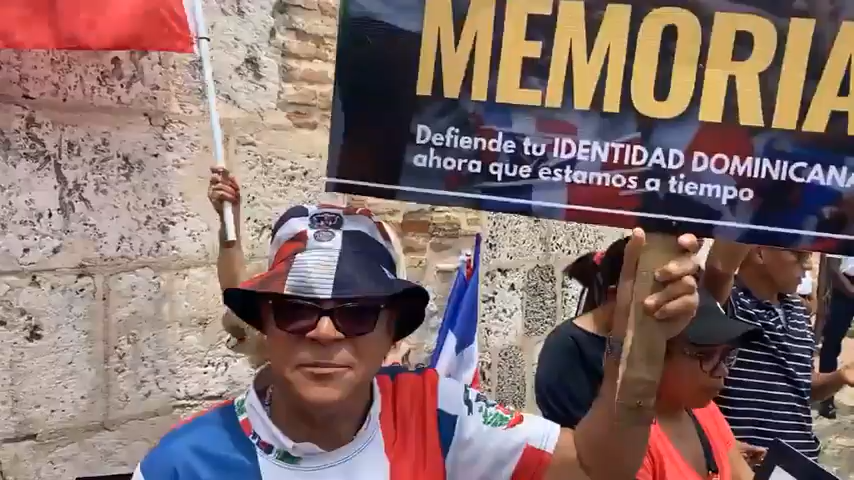 MEMORIA
Defiende tu IDENTIDAD DOMINICANA
ahora que estamos a tiempo